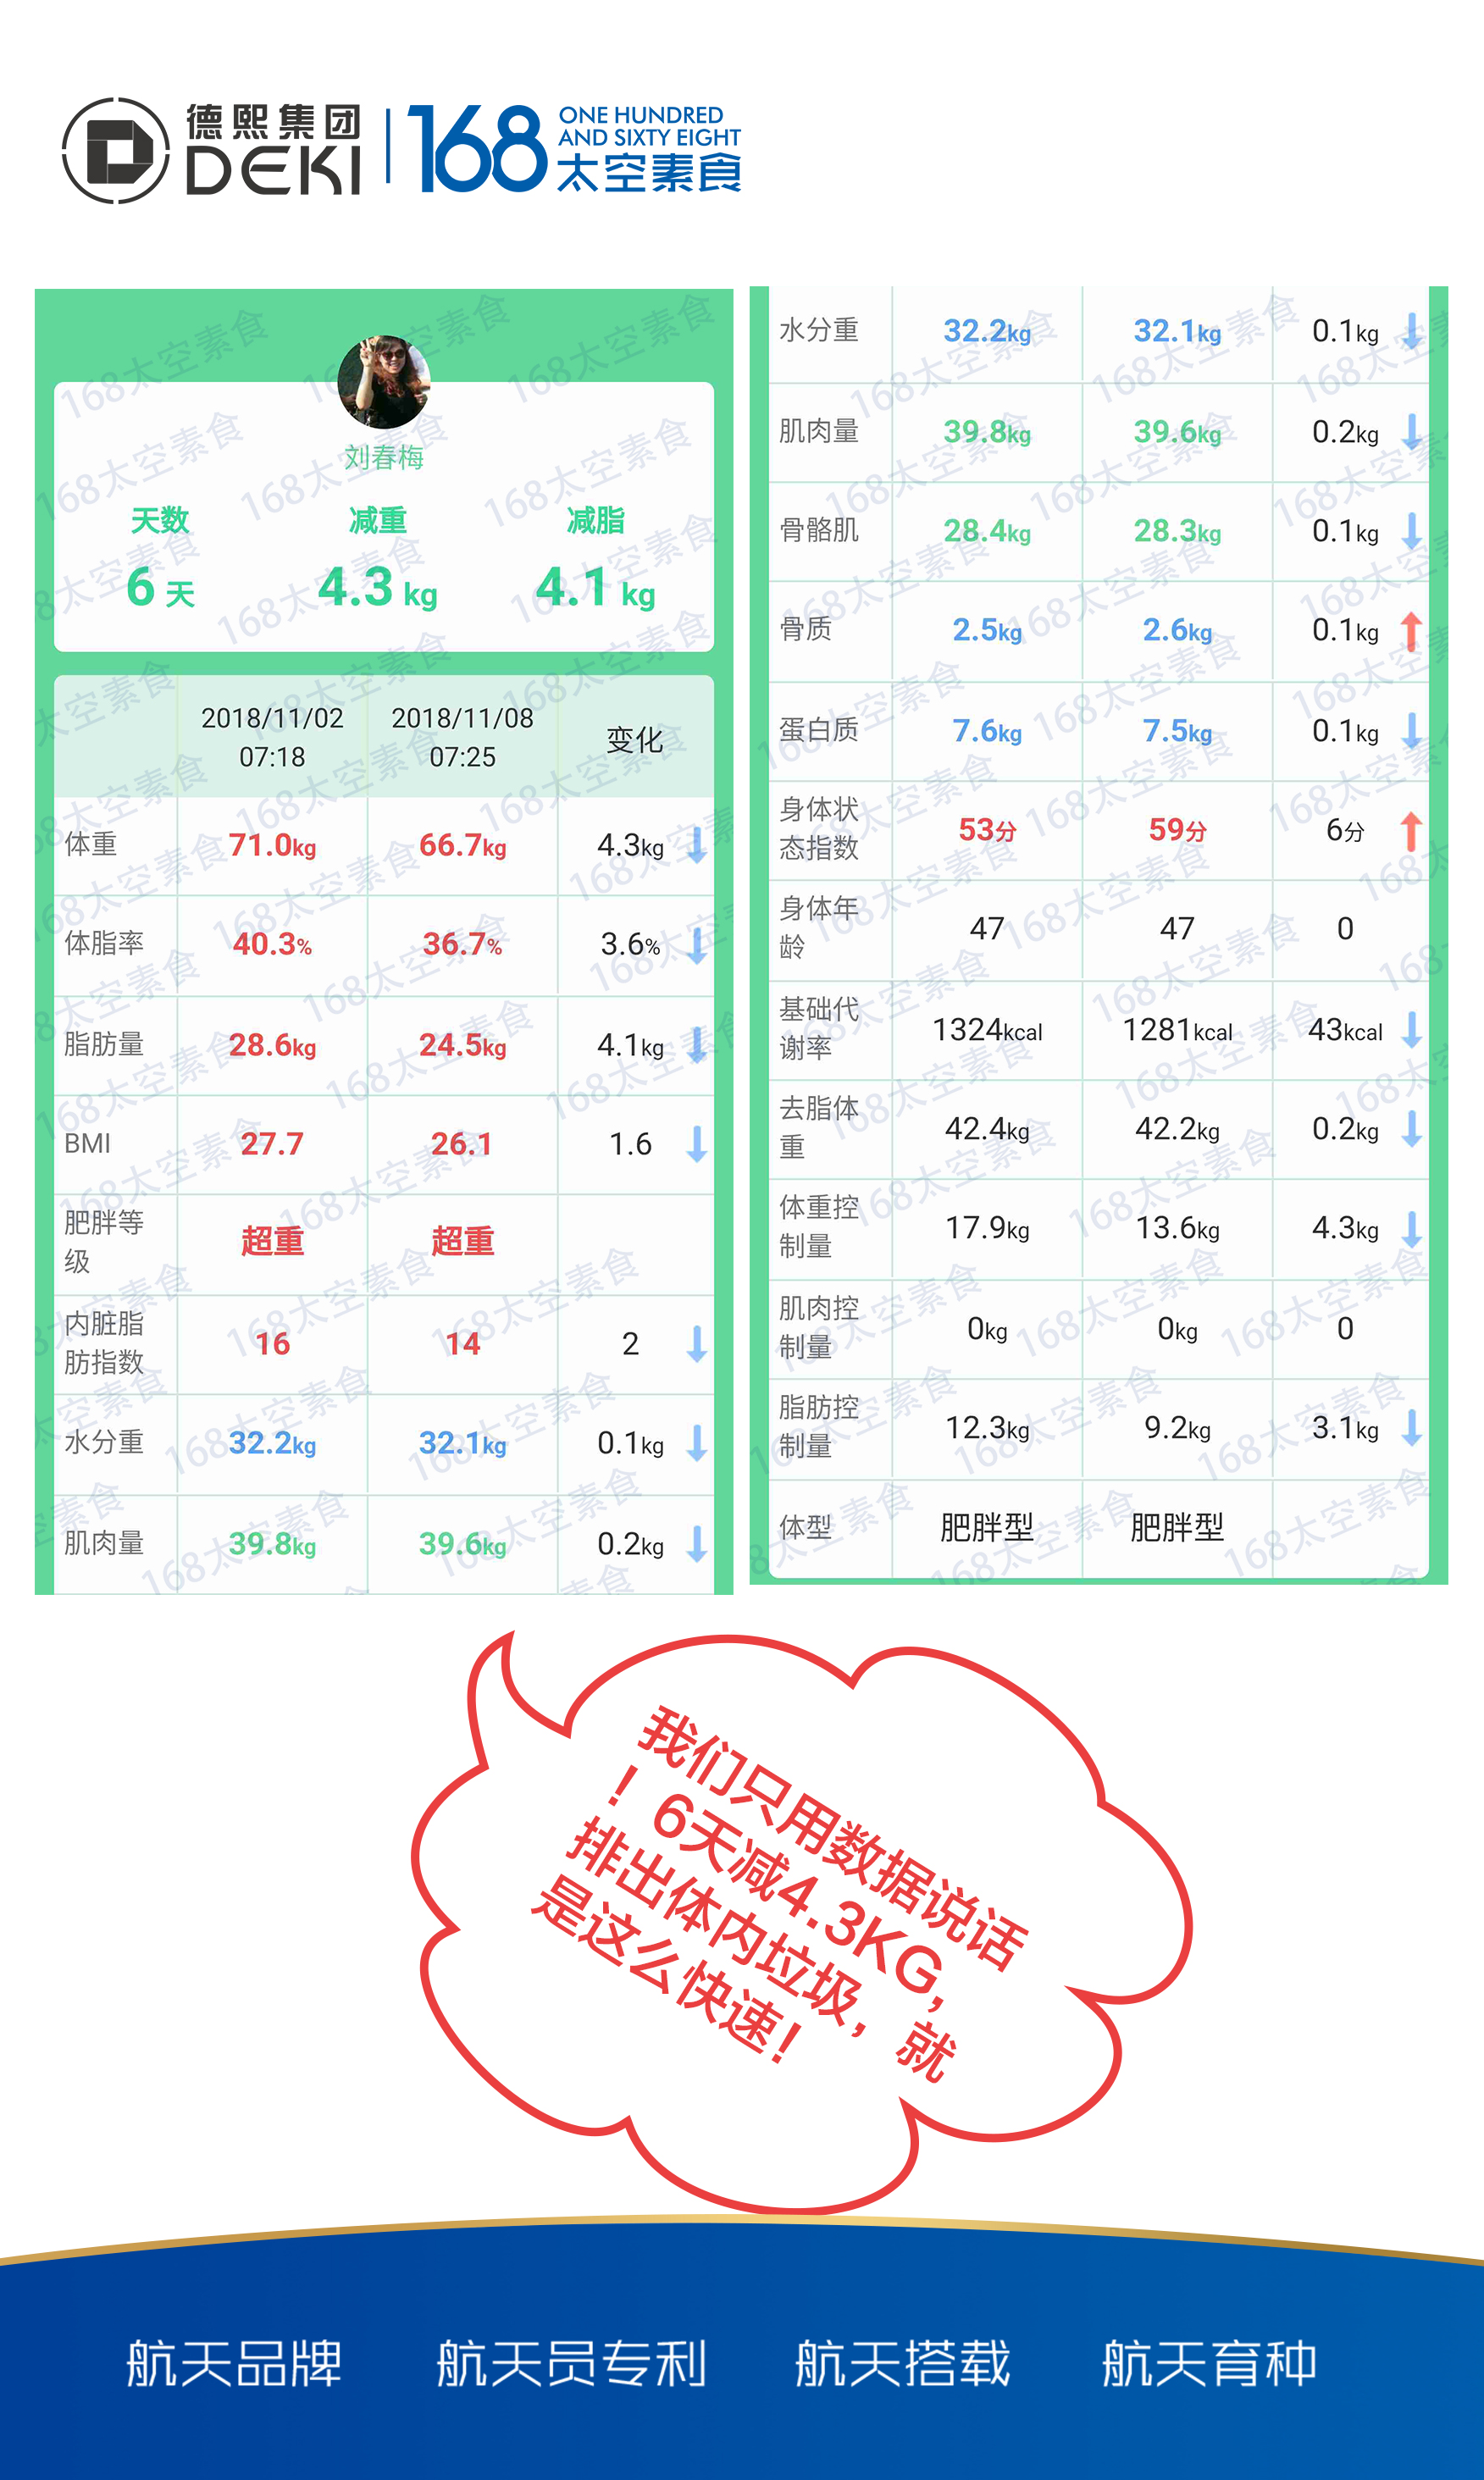 德熙集团
DEKI
168
ONE HUNDRED
AND SIXTY EIGHT
太空素食
刘春梅
天数 减重 减脂
6 天 4.3 kg 4.1 kg
2018/11/02 07:18 2018/11/08 07:25 变化
体重 71.0kg 66.7kg 4.3kg
体脂率 40.3% 36.7% 3.6%
脂肪量 28.6kg 24.5kg 4.1kg
BMI 27.7 26.1 1.6
肥胖等级 超重 超重
内脏脂肪指数 16 14 2
水分重 32.2kg 32.1kg 0.1kg
肌肉量 39.8kg 39.6kg 0.2kg
水分重 32.2kg 32.1kg 0.1kg
肌肉量 39.8kg 39.6kg 0.2kg
骨骼肌 28.4kg 28.3kg 0.1kg
骨质 2.5kg 2.6kg 0.1kg
蛋白质 7.6kg 7.5kg 0.1kg
身体状态指数 53分 59分 6分
身体年龄 47 47 0
基础代谢率 1324kcal 1281kcal 43kcal
去脂体重 42.4kg 42.2kg 0.2kg
体重控制量 17.9kg 13.6kg 4.3kg
肌肉控制量 0kg 0kg 0
脂肪控制量 12.3kg 9.2kg 3.1kg
体型 肥胖型 肥胖型
168太空素食
我们只用数据说话
！6天减4.3KG，
排出体内垃圾，就
是这么快速！
航天品牌 航天员专利 航天搭载 航天育种